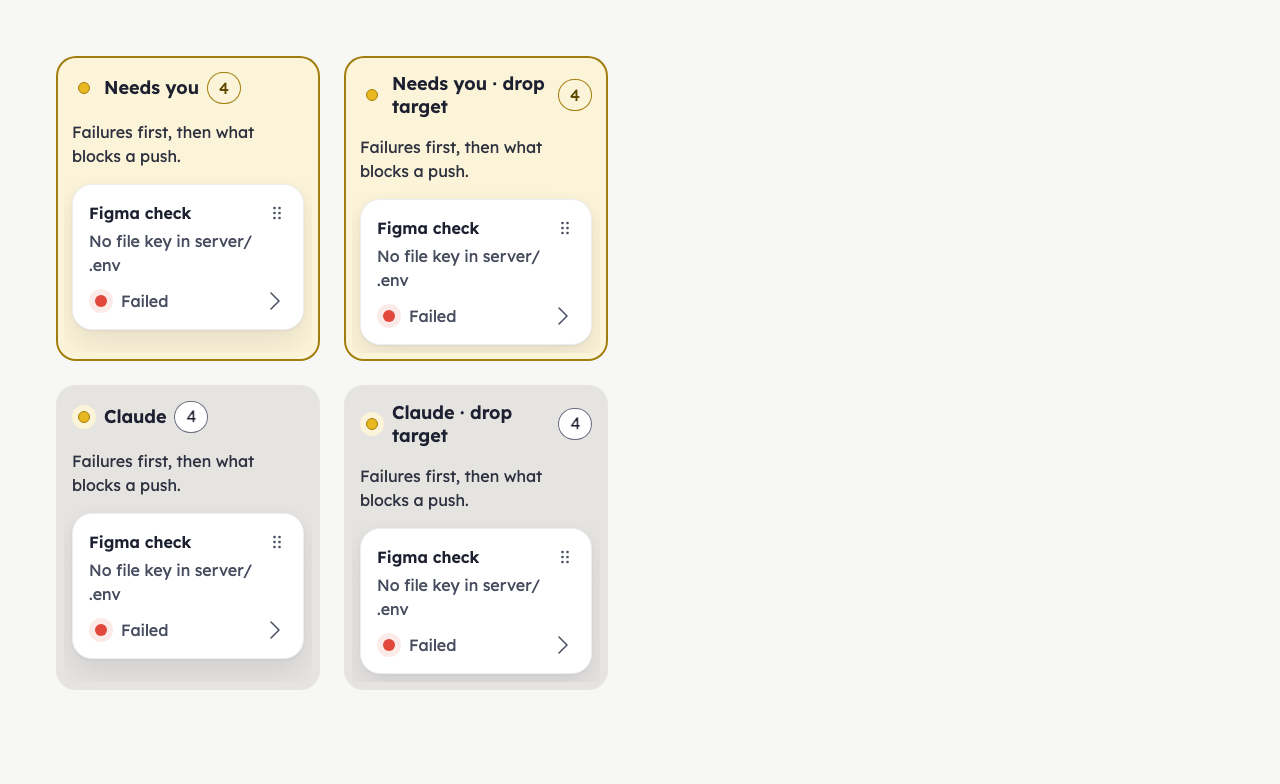 Needs you 4
Failures first, then what
blocks a push.
Figma check
No file key in server/
.env
Failed
Needs you · drop
target
4
Failures first, then what
blocks a push.
Figma check
No file key in server/
.env
Failed
Claude 4
Failures first, then what
blocks a push.
Figma check
No file key in server/
.env
Failed
Claude · drop
target
4
Failures first, then what
blocks a push.
Figma check
No file key in server/
.env
Failed